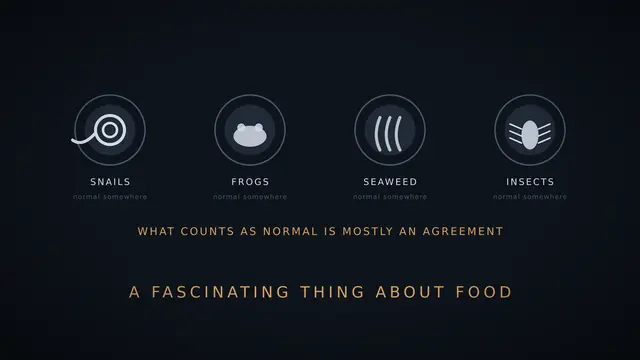 SNAILS FROGS SEAWEED INSECTS
normal somewhere normal somewhere normal somewhere normal somewhere
WHAT COUNTS AS NORMAL IS MOSTLY AN AGREEMENT
A FASCINATING THING ABOUT FOOD